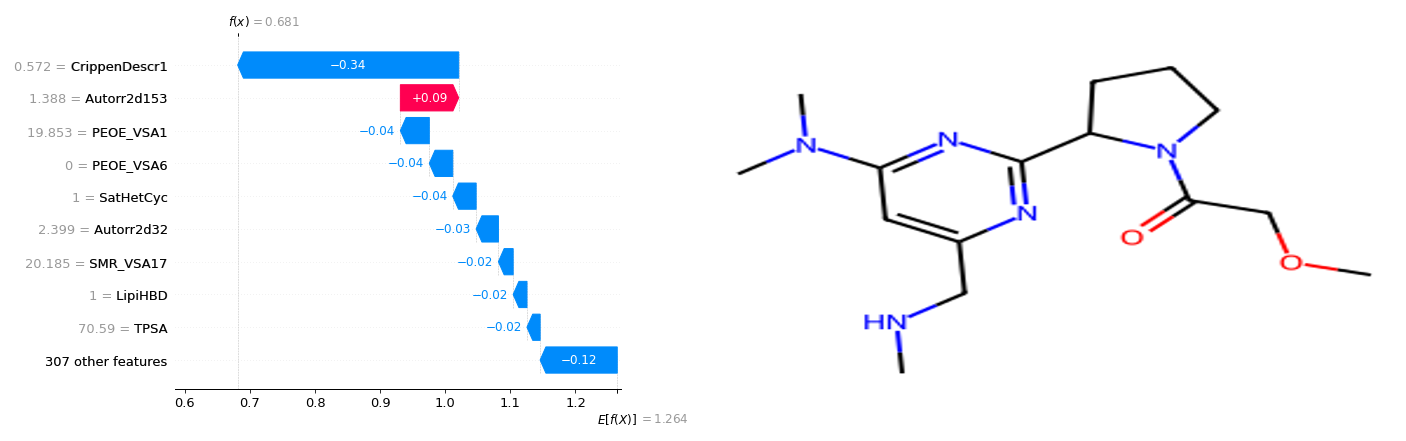 f(x) = 0.681
0.572 = CrippenDescr1
−0.34
1.388 = Autorr2d153
+0.09
19.853 = PEOE_VSA1
−0.04
0 = PEOE_VSA6
−0.04
1 = SatHetCyc
−0.04
2.399 = Autorr2d32
−0.03
20.185 = SMR_VSA17
−0.02
1 = LipiHBD
−0.02
70.59 = TPSA
−0.02
307 other features
−0.12
0.6 0.7 0.8 0.9 1.0 1.1 1.2
E[f(X)] = 1.264
N
N
N
N
O
O
HN